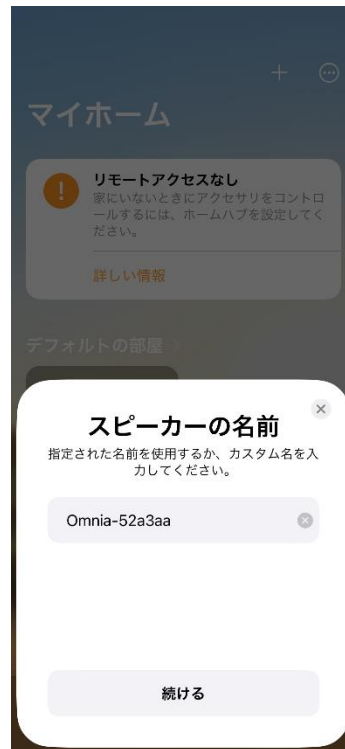 マイホーム
リモートアクセスなし
家にいないときにアクセサリをコントロ
ールするには、ホームハブを設定してく
ださい。
詳しい情報
デフォルトの部屋
スピーカーの名前
指定された名前を使用するか、カスタム名を入
力してください。
Omnia-52a3aa
続ける